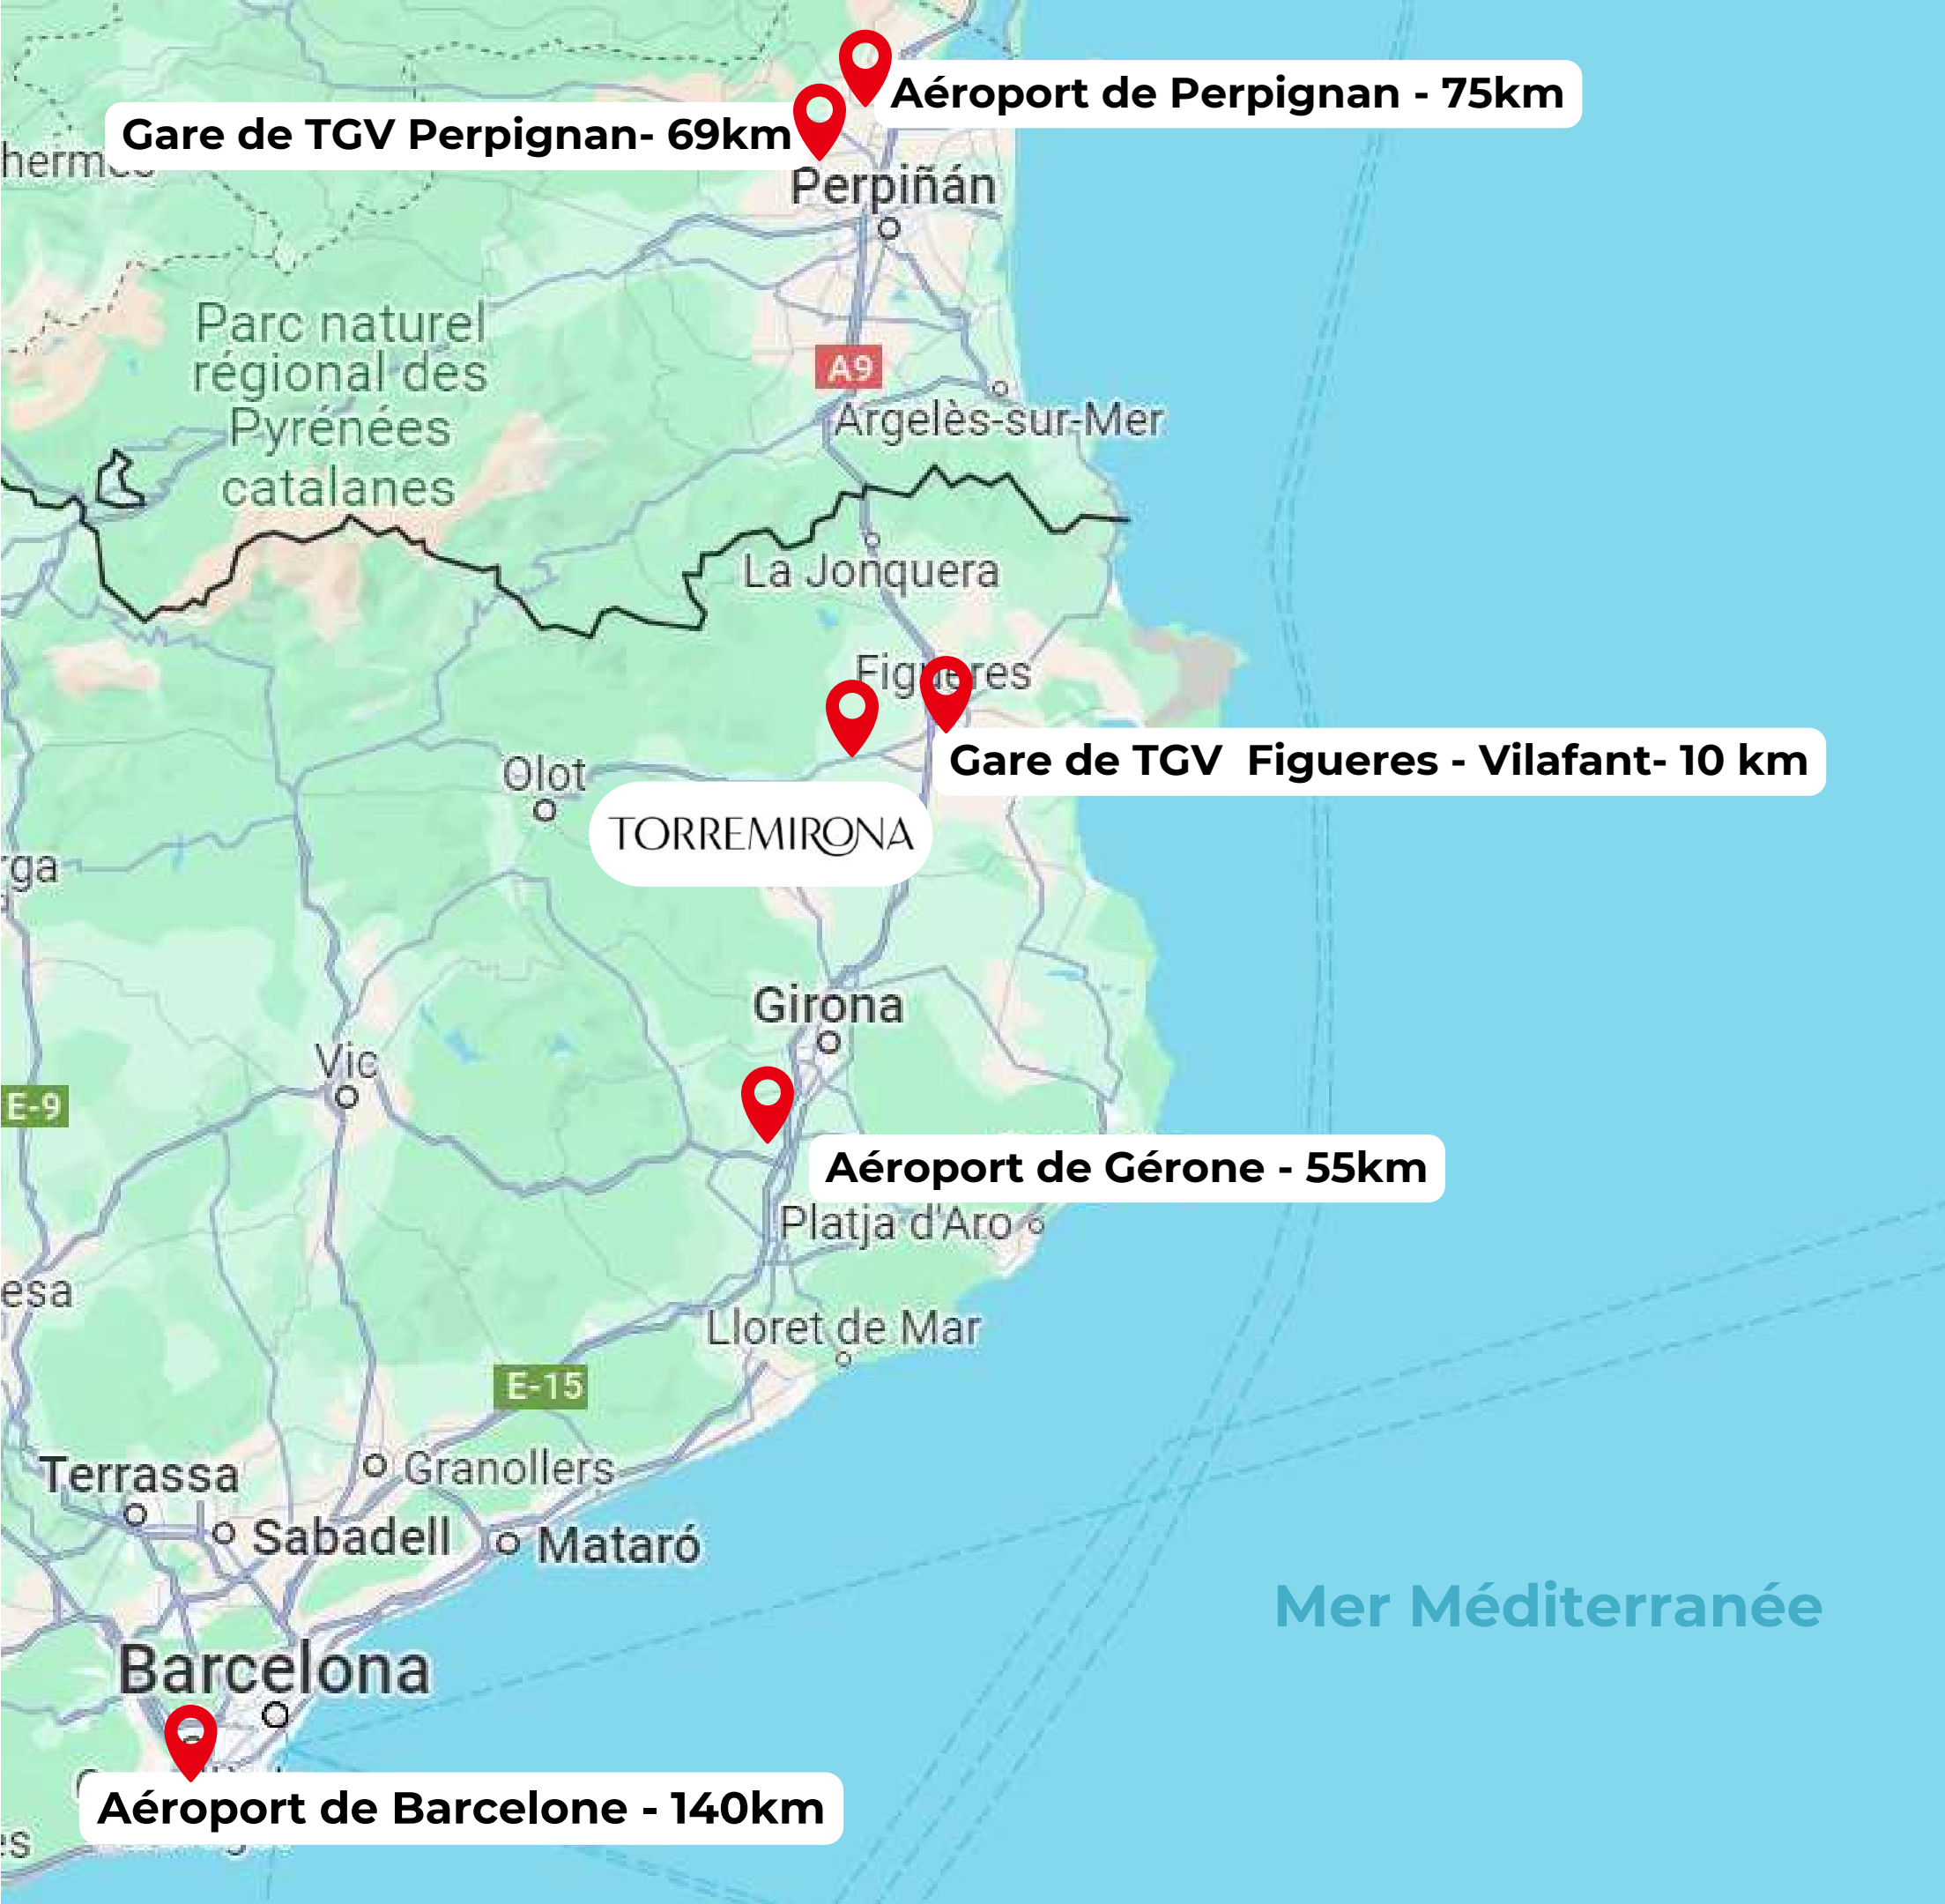 Aéroport de Perpignan - 75km
Gare de TGV Perpignan- 69km
Perpiñán
Parc naturel
régional des
Pyrénées
catalanes
A9
Argelès-sur-Mer
La Jonquera
Figueres
Gare de TGV  Figueres - Vilafant- 10 km
Olot
TORREMIRONA
Girona
Vic
E-9
Aéroport de Gérone - 55km
Platja d'Aro
Lloret de Mar
E-15
Granollers
Terrassa
Sabadell
Mataró
Mer Méditerranée
Barcelona
Aéroport de Barcelone - 140km